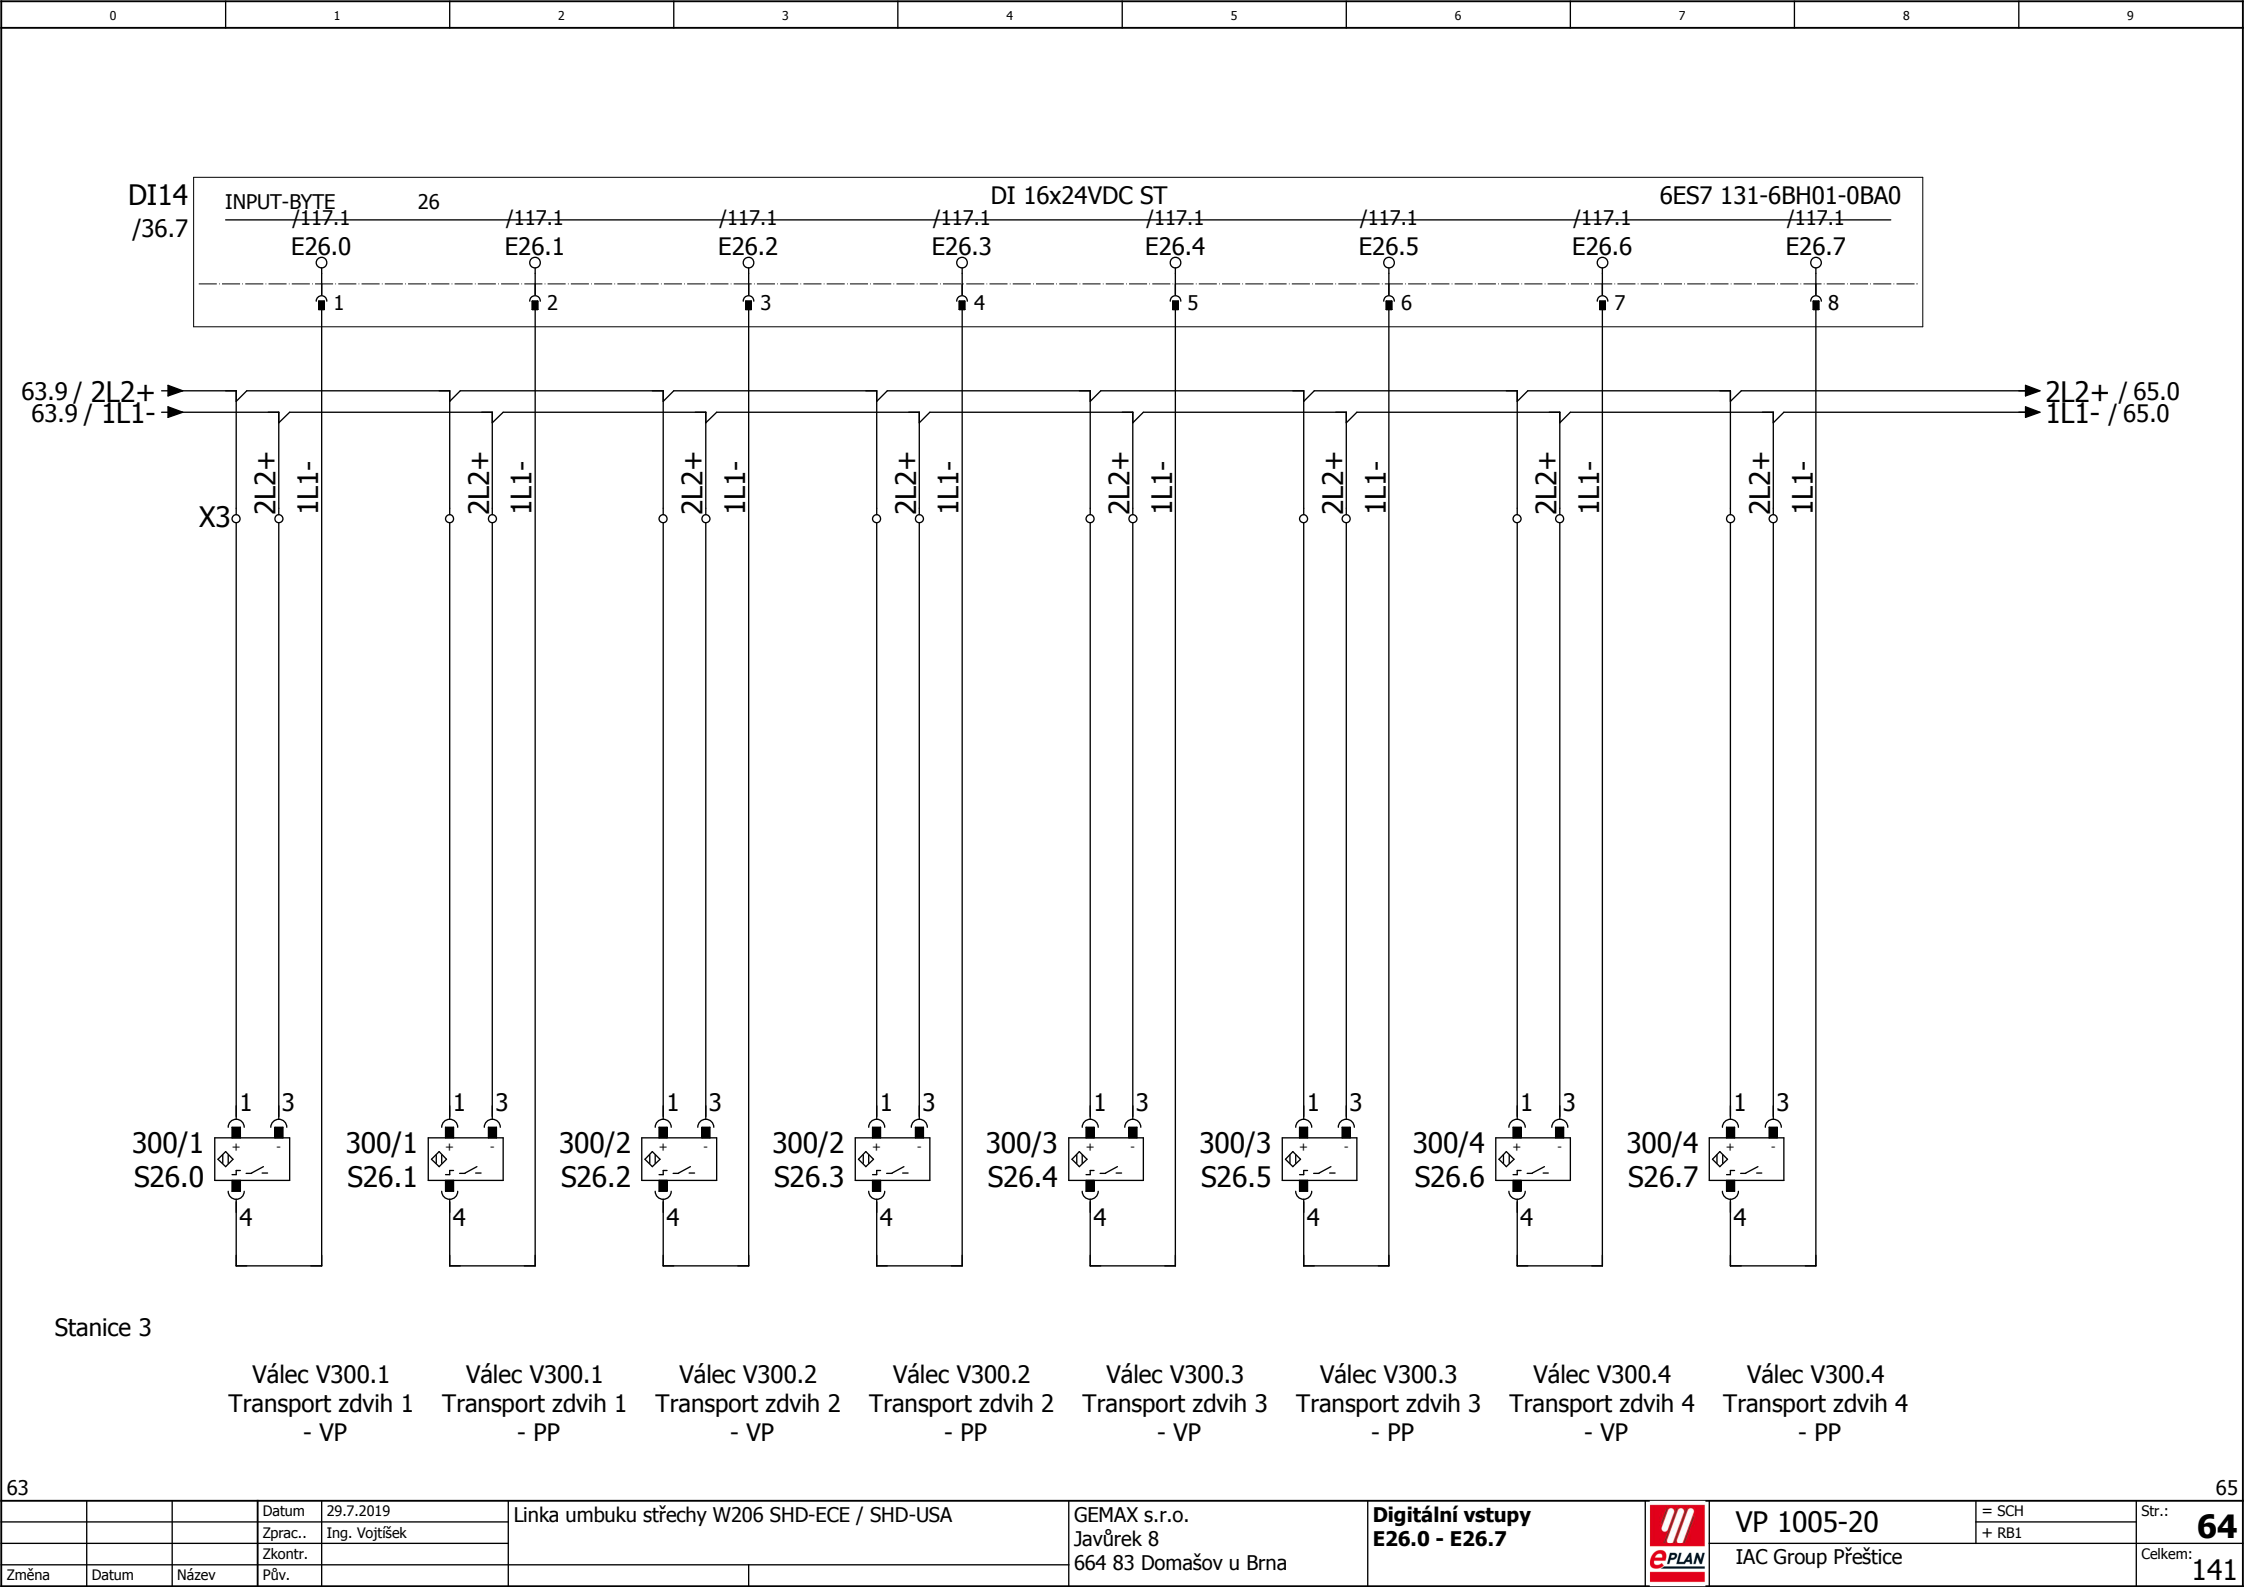 0 1 2 3 4 5 6 7 8 9
DI14
/36.7
INPUT-BYTE 26 DI 16x24VDC ST 6ES7 131-6BH01-0BA0
/117.1 /117.1 /117.1 /117.1 /117.1 /117.1 /117.1 /117.1
E26.0 E26.1 E26.2 E26.3 E26.4 E26.5 E26.6 E26.7
1 2 3 4 5 6 7 8
63.9 / 2L2+ 2L2+ / 65.0
63.9 / 1L1- 1L1- / 65.0
2L2+ 1L1- 2L2+ 1L1- 2L2+ 1L1- 2L2+ 1L1- 2L2+ 1L1- 2L2+ 1L1- 2L2+ 1L1- 2L2+ 1L1-
X3
1 3 1 3 1 3 1 3 1 3 1 3 1 3 1 3
300/1 + - 300/1 + - 300/2 + - 300/2 + - 300/3 + - 300/3 + - 300/4 + - 300/4 + -
S26.0 S26.1 S26.2 S26.3 S26.4 S26.5 S26.6 S26.7
4 4 4 4 4 4 4 4
Stanice 3
Válec V300.1
Transport zdvih 1
- VP
Válec V300.1
Transport zdvih 1
- PP
Válec V300.2
Transport zdvih 2
- VP
Válec V300.2
Transport zdvih 2
- PP
Válec V300.3
Transport zdvih 3
- VP
Válec V300.3
Transport zdvih 3
- PP
Válec V300.4
Transport zdvih 4
- VP
Válec V300.4
Transport zdvih 4
- PP
63 65
Datum 29.7.2019
Zprac.. Ing. Vojtíšek
Zkontr.
Změna Datum Název Pův.
Linka umbuku střechy W206 SHD-ECE / SHD-USA
GEMAX s.r.o.
Javůrek 8
664 83 Domašov u Brna
Digitální vstupy
E26.0 - E26.7
ePLAN
VP 1005-20
IAC Group Přeštice
= SCH
+ RB1
Str.: 64
Celkem: 141